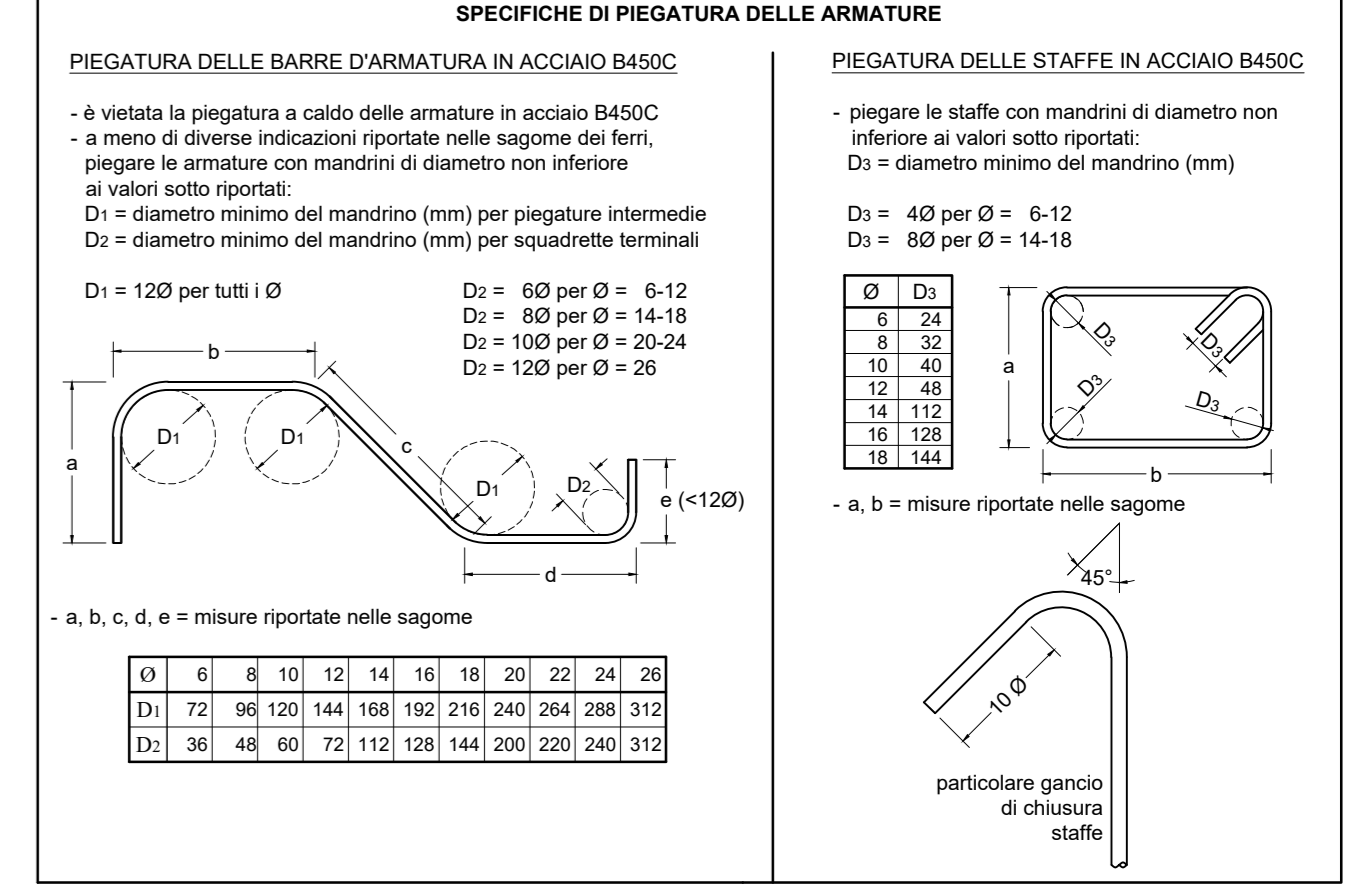 SPECIFICHE DI PIEGATURA DELLE ARMATURE
PIEGATURA DELLE BARRE D'ARMATURA IN ACCIAIO B450C
- è vietata la piegatura a caldo delle armature in acciaio B450C
- a meno di diverse indicazioni riportate nelle sagome dei ferri,
piegare le armature con mandrini di diametro non inferiore
ai valori sotto riportati:
D1 = diametro minimo del mandrino (mm) per piegature intermedie
D2 = diametro minimo del mandrino (mm) per squadrette terminali
D1 = 12Ø per tutti i Ø
D2 = 6Ø per Ø = 6-12
D2 = 8Ø per Ø = 14-18
D2 = 10Ø per Ø = 20-24
D2 = 12Ø per Ø = 26
b
a
D1
D1
c
D1
D2
e (<12Ø)
d
- a, b, c, d, e = misure riportate nelle sagome
Ø 6 8 10 12 14 16 18 20 22 24 26
D1 72 96 120 144 168 192 216 240 264 288 312
D2 36 48 60 72 112 128 144 200 220 240 312
PIEGATURA DELLE STAFFE IN ACCIAIO B450C
- piegare le staffe con mandrini di diametro non
inferiore ai valori sotto riportati:
D3 = diametro minimo del mandrino (mm)
D3 = 4Ø per Ø = 6-12
D3 = 8Ø per Ø = 14-18
Ø D3
6 24
8 32
10 40
12 48
14 112
16 128
18 144
a
D3
D3
D3
D3
b
- a, b = misure riportate nelle sagome
45°
10 Ø
particolare gancio
di chiusura
staffe